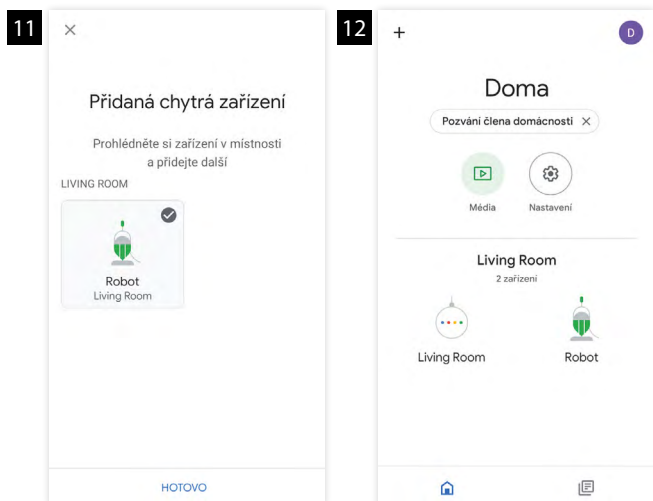 11
Přidaná chytrá zařízení
Prohlédněte si zařízení v místnosti
a přidejte další
LIVING ROOM
Robot
Living Room
HOTOVO
12
D
Doma
Pozvání člena domácnosti
Média
Nastavení
Living Room
2 zařízení
Living Room
Robot